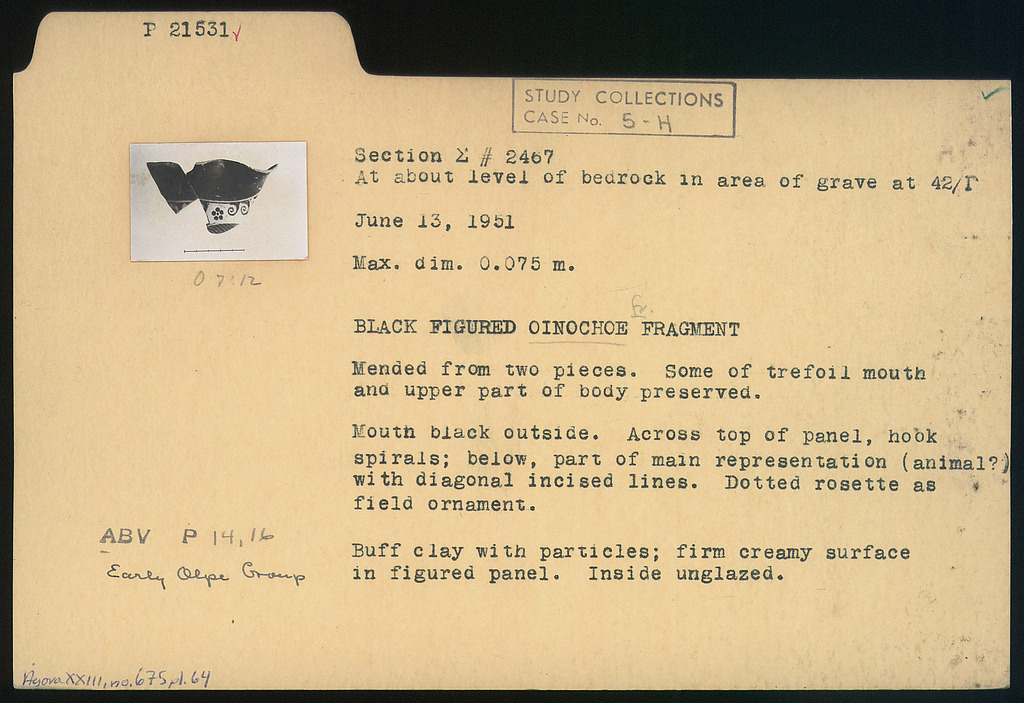 P 21531
STUDY COLLECTIONS
CASE No. 5-H
Section Σ # 2467
At about level of bedrock in area of grave at 42/Γ
June 13, 1951
Max. dim. 0.075 m.
fr.
BLACK FIGURED OINOCHOE FRAGMENT
Mended from two pieces. Some of trefoil mouth
and upper part of body preserved.
Mouth black outside. Across top of panel, hook
spirals; below, part of main representation (animal?)
with diagonal incised lines. Dotted rosette as
field ornament.
Buff clay with particles; firm creamy surface
in figured panel. Inside unglazed.
ABV P 14,16
Early Olpe Group
Agora XXIII, no. 675, pl. 64